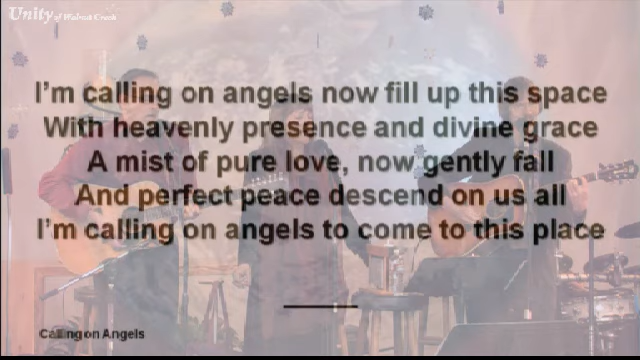 Unity of Walnut Creek
I'm calling on angels now fill up this space
With heavenly presence and divine grace
A mist of pure love, now gently fall
And perfect peace descend on us all
I'm calling on angels to come to this place
Calling on Angels